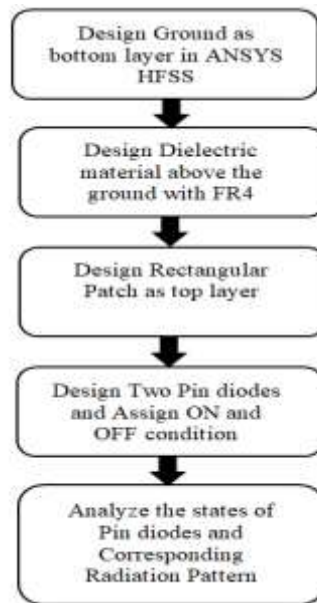 Design Ground as
bottom layer in ANSYS
HFSS
Design Dielectric
material above the
ground with FR4
Design Rectangular
Patch as top layer
Design Two Pin diodes
and Assign ON and
OFF condition
Analyze the states of
Pin diodes and
Corresponding
Radiation Pattern